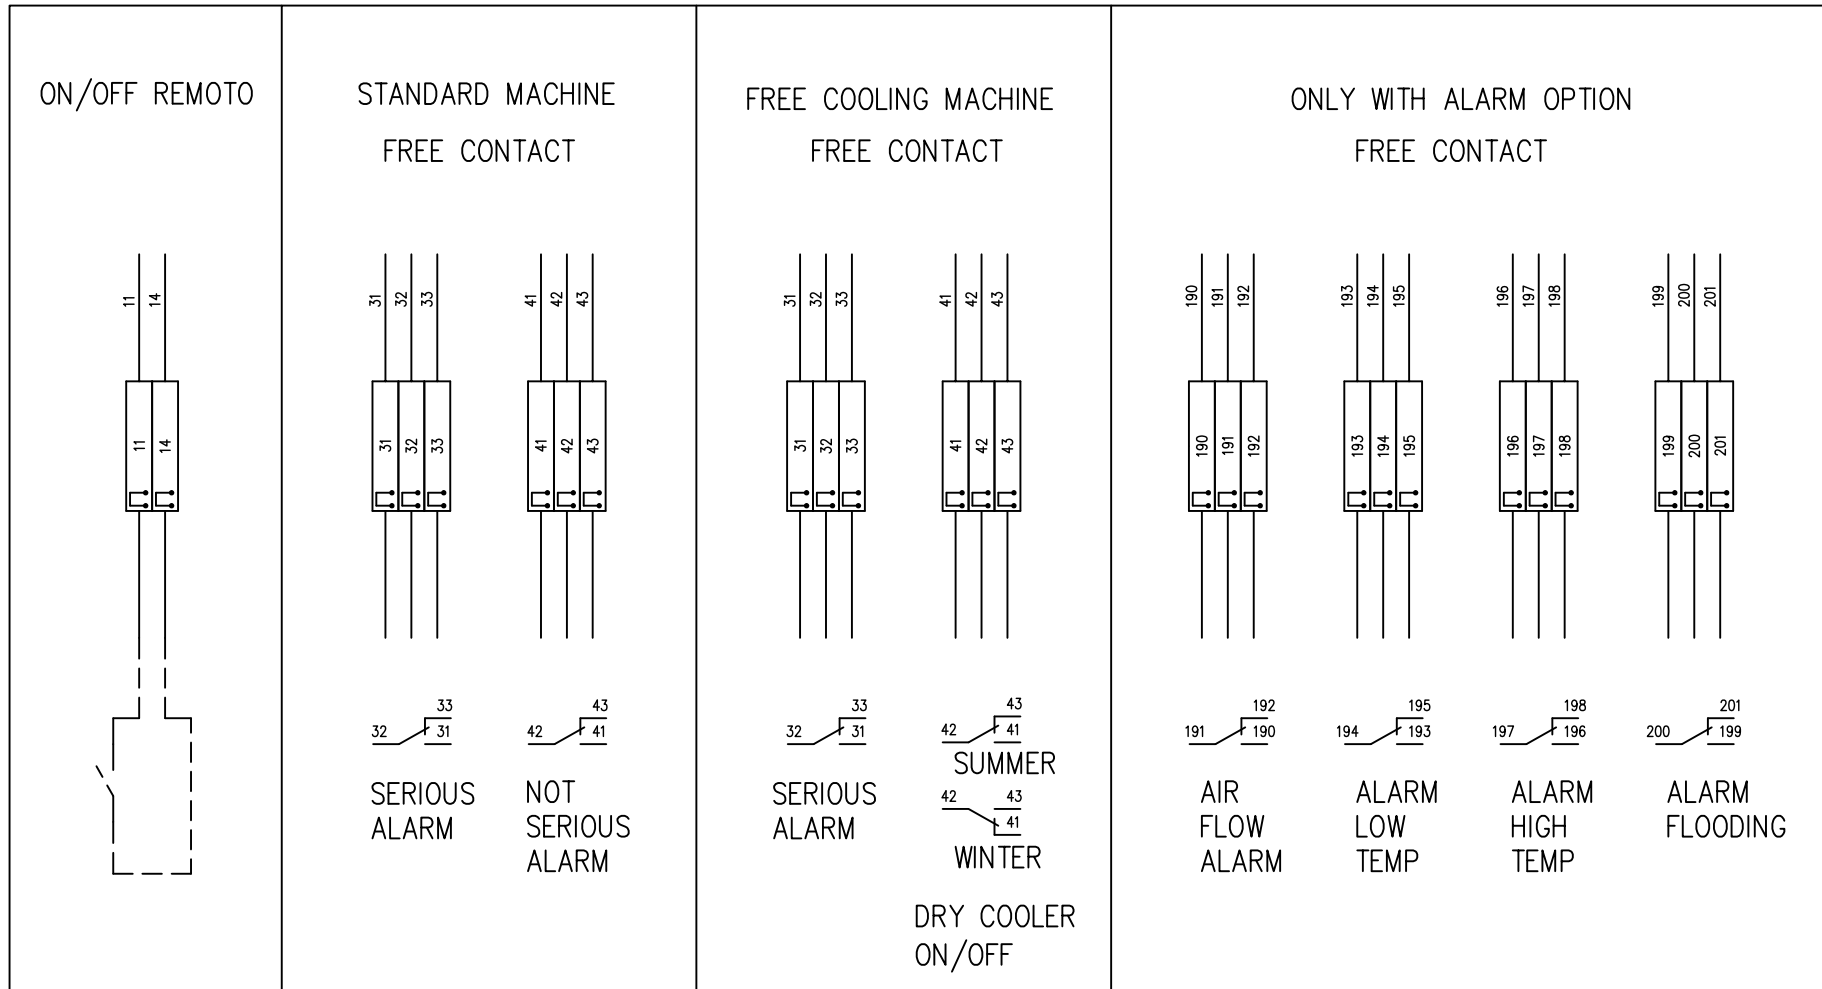 ON/OFF REMOTO
11 14
11 14
STANDARD MACHINE
FREE CONTACT
31 32 33 41 42 43
31 32 33 41 42 43
33
32 31
SERIOUS
ALARM
43
42 41
NOT
SERIOUS
ALARM
FREE COOLING MACHINE
FREE CONTACT
31 32 33 41 42 43
31 32 33 41 42 43
33
32 31
SERIOUS
ALARM
43
42 41
SUMMER
42 43
41
WINTER
DRY COOLER
ON/OFF
ONLY WITH ALARM OPTION
FREE CONTACT
190 191 192 193 194 195 196 197 198 199 200 201
190 191 192 193 194 195 196 197 198 199 200 201
192
191 190
AIR
FLOW
ALARM
195
194 193
ALARM
LOW
TEMP
198
197 196
ALARM
HIGH
TEMP
201
200 199
ALARM
FLOODING